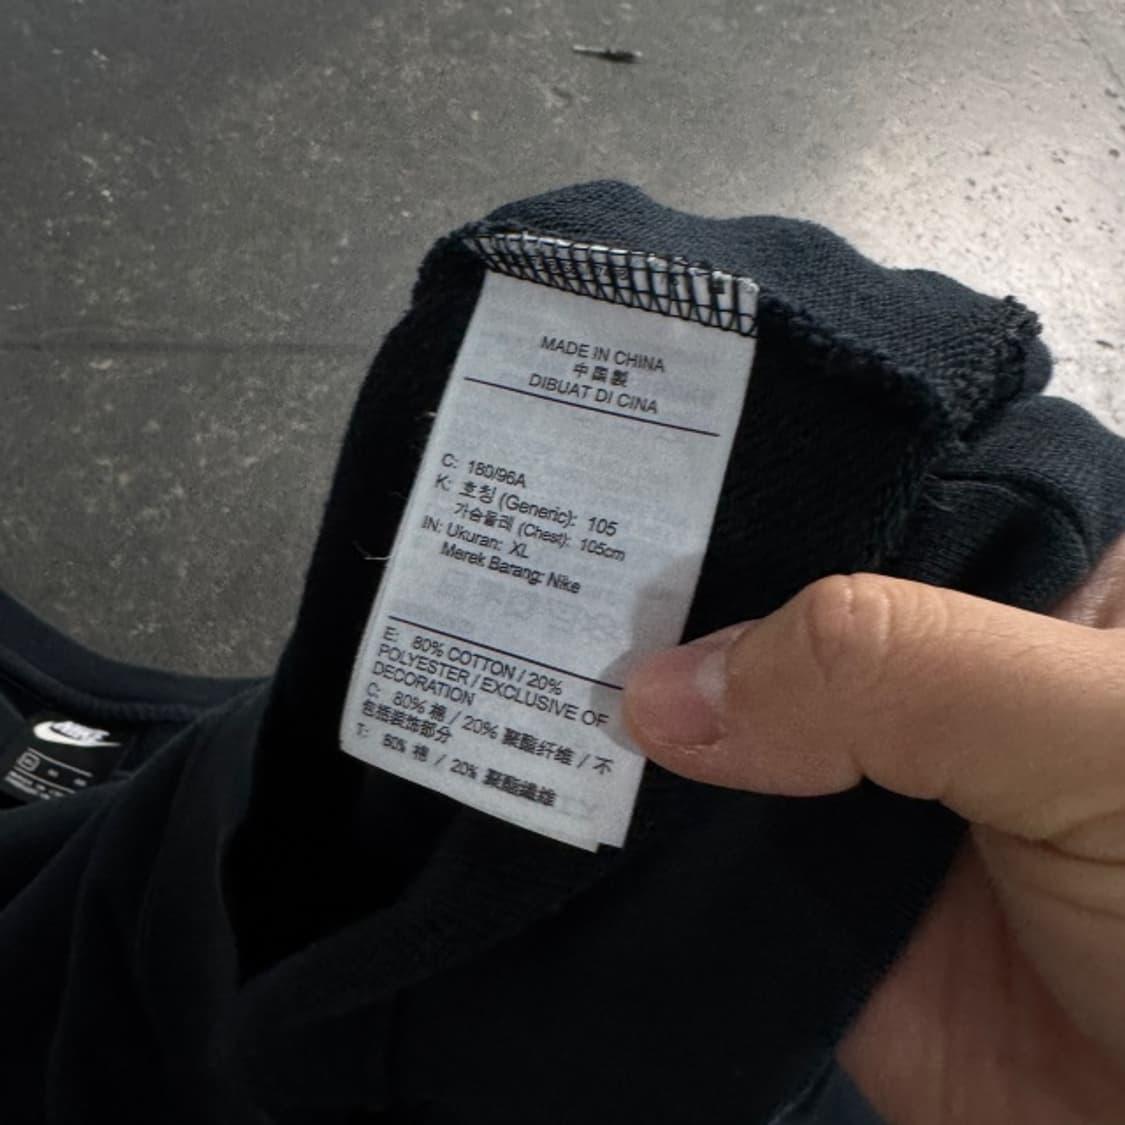 MADE IN CHINA
中国製
DIBUAT DI CINA
C: 180/96A
K: 호칭 (Generic): 105
가슴둘레 (Chest): 105cm
IN: Ukuran: XL
Merek Barang: Nike
E: 80% COTTON / 20%
POLYESTER / EXCLUSIVE OF
DECORATION
C: 80% 棉 / 20% 聚酯纤维 / 不
包括装饰部分
T: 80% 棉 / 20% 聚酯纖維
NIKE